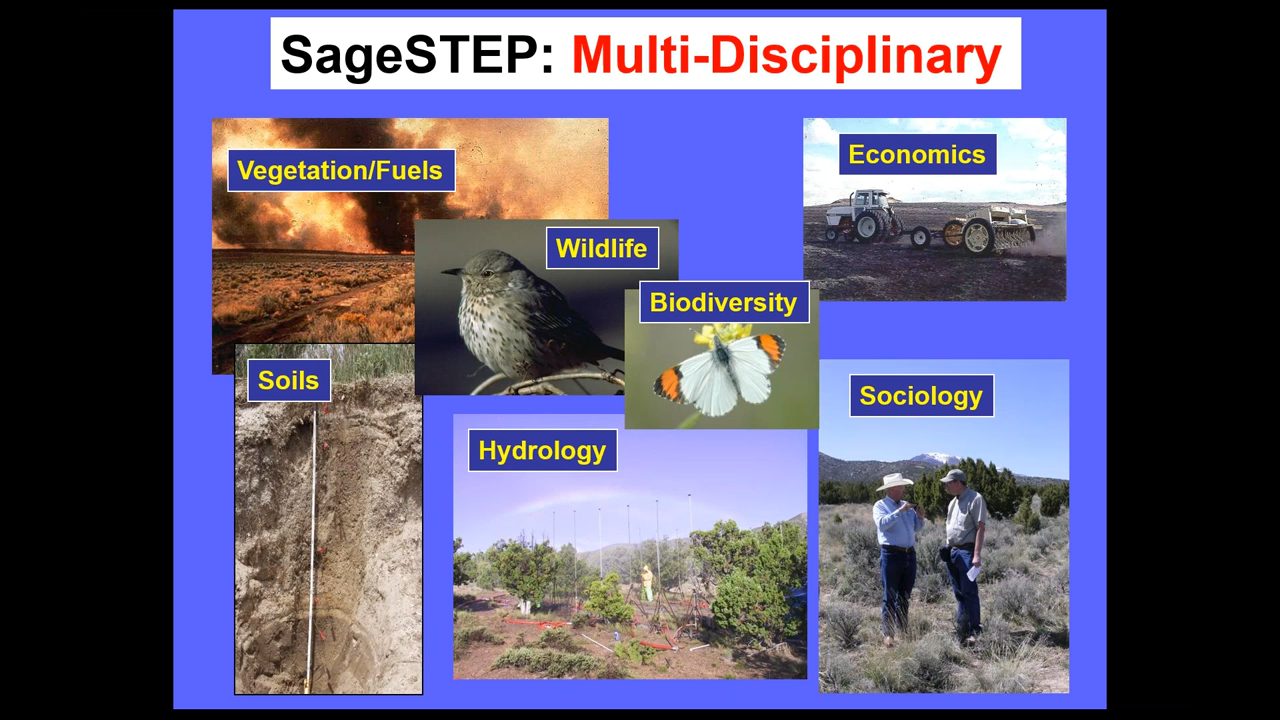 SageSTEP: Multi-Disciplinary
Vegetation/Fuels
Economics
Wildlife
Biodiversity
Soils
Sociology
Hydrology